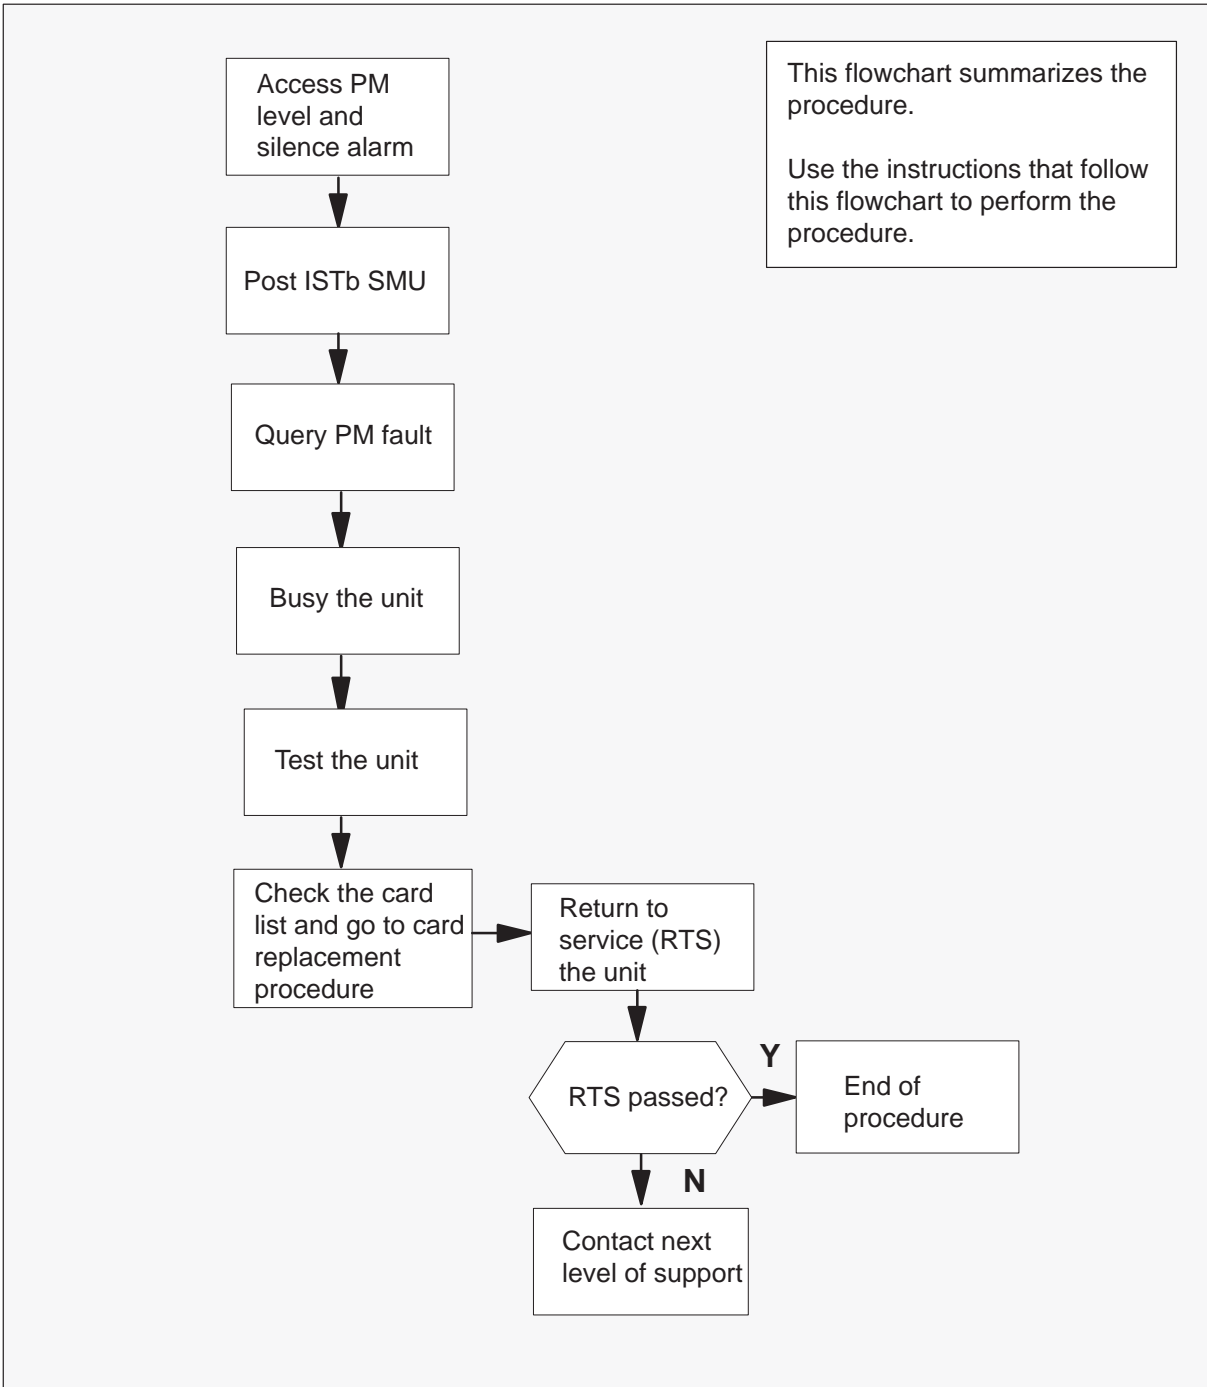 Access PM
level and
silence alarm
This flowchart summarizes the
procedure.
Use the instructions that follow
this flowchart to perform the
procedure.
Post ISTb SMU
Query PM fault
Busy the unit
Test the unit
Check the card
list and go to card
replacement
procedure
Return to
service (RTS)
the unit
RTS passed?
Y
End of
procedure
N
Contact next
level of support